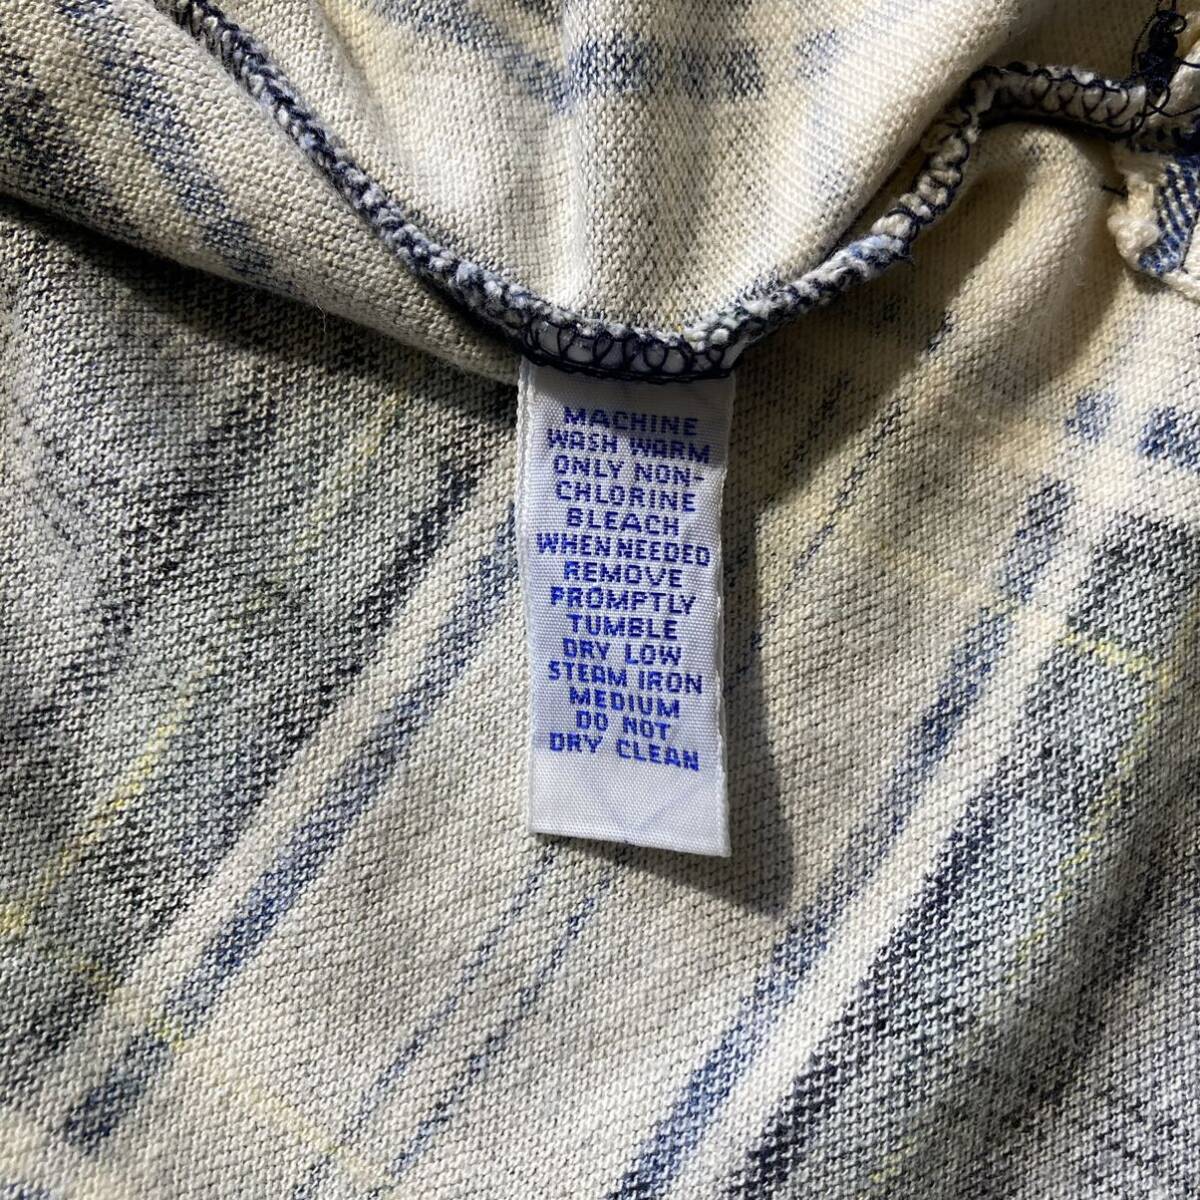 MACHINE
WASH WARM
ONLY NON-
CHLORINE
BLEACH
WHEN NEEDED
REMOVE
PROMPTLY
TUMBLE
DRY LOW
STEAM IRON
MEDIUM
DO NOT
DRY CLEAN